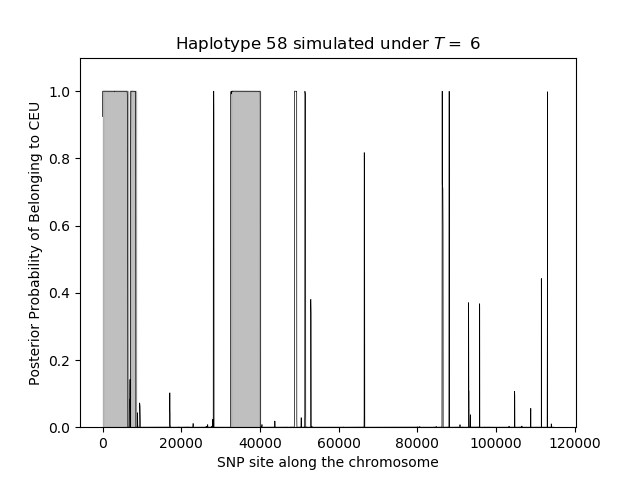 Haplotype 58 simulated under T = 6
Posterior Probability of Belonging to CEU
1.0
0.8
0.6
0.4
0.2
0.0
0 20000 40000 60000 80000 100000 120000
SNP site along the chromosome